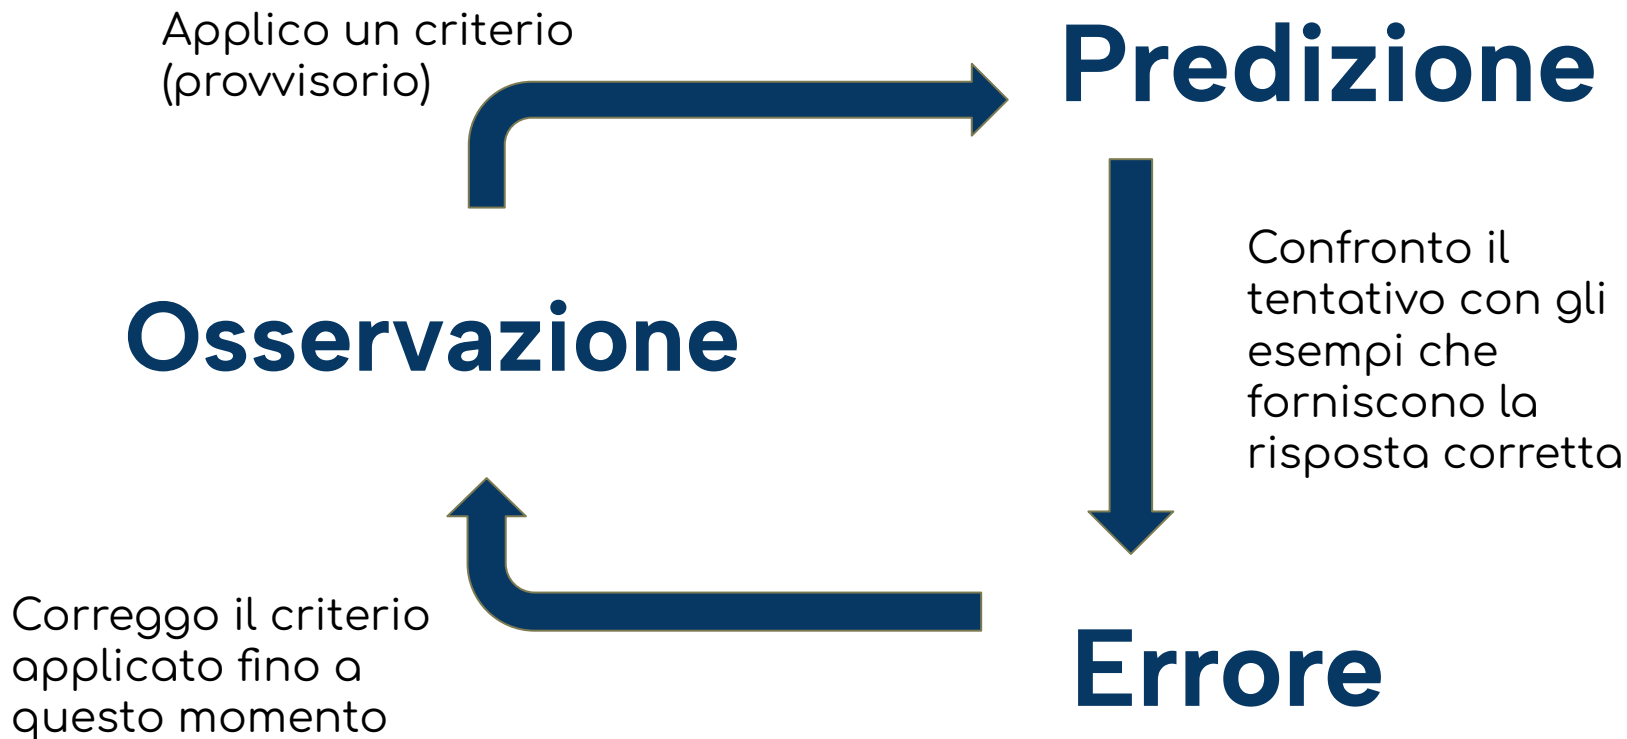 Applico un criterio
(provvisorio)
Predizione
Osservazione
Confronto il
tentativo con gli
esempi che
forniscono la
risposta corretta
Errore
Correggo il criterio
applicato fino a
questo momento